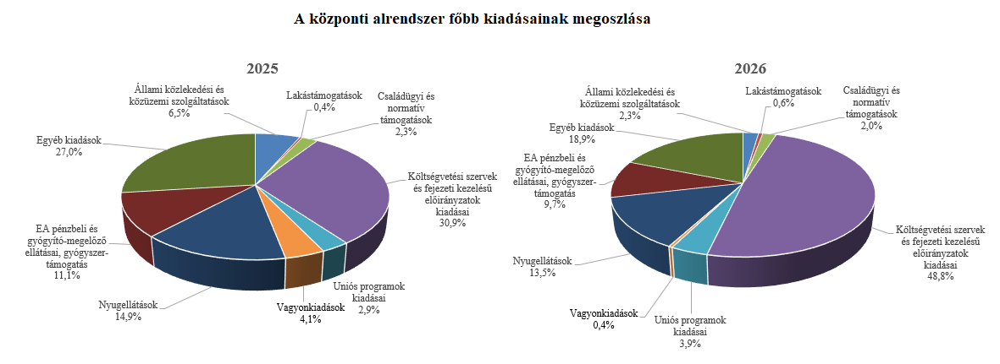 A központi alrendszer főbb kiadásainak megoszlása
2025
Állami közlekedési és
közüzemi szolgáltatások
6,5%
Lakástámogatások
0,4%
Családügyi és
normatív
támogatások
2,3%
Egyéb kiadások
27,0%
Költségvetési szervek
és fejezeti kezelésű
előirányzatok
kiadásai
30,9%
EA pénzbeli és
gyógyító-megelőző
ellátásai, gyógyszer-
támogatás
11,1%
Nyugellátások
14,9%
Vagyonkiadások
4,1%
Uniós programok
kiadásai
2,9%
2026
Állami közlekedési és
közüzemi szolgáltatások
2,3%
Lakástámogatások
0,6%
Családügyi és
normatív
támogatások
2,0%
Egyéb kiadások
18,9%
EA pénzbeli és
gyógyító-megelőző
ellátásai, gyógyszer-
támogatás
9,7%
Költségvetési szervek
és fejezeti kezelésű
előirányzatok
kiadásai
48,8%
Nyugellátások
13,5%
Vagyonkiadások
0,4%
Uniós programok
kiadásai
3,9%